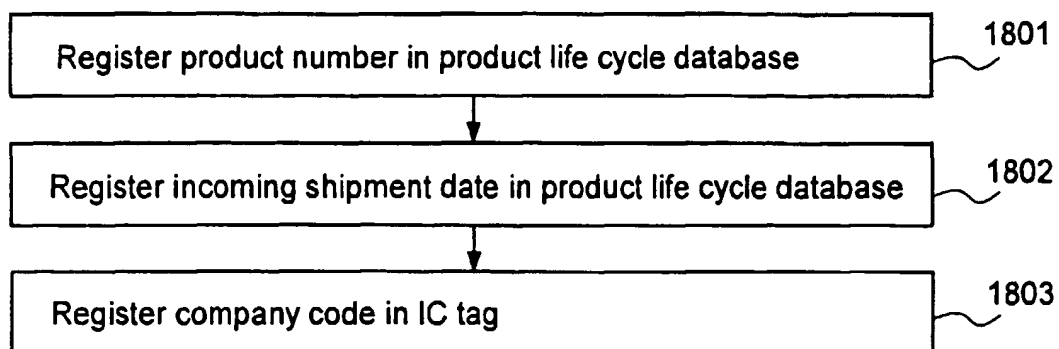 Register product number in product life cycle database
1801
Register incoming shipment date in product life cycle database
1802
Register company code in IC tag
1803